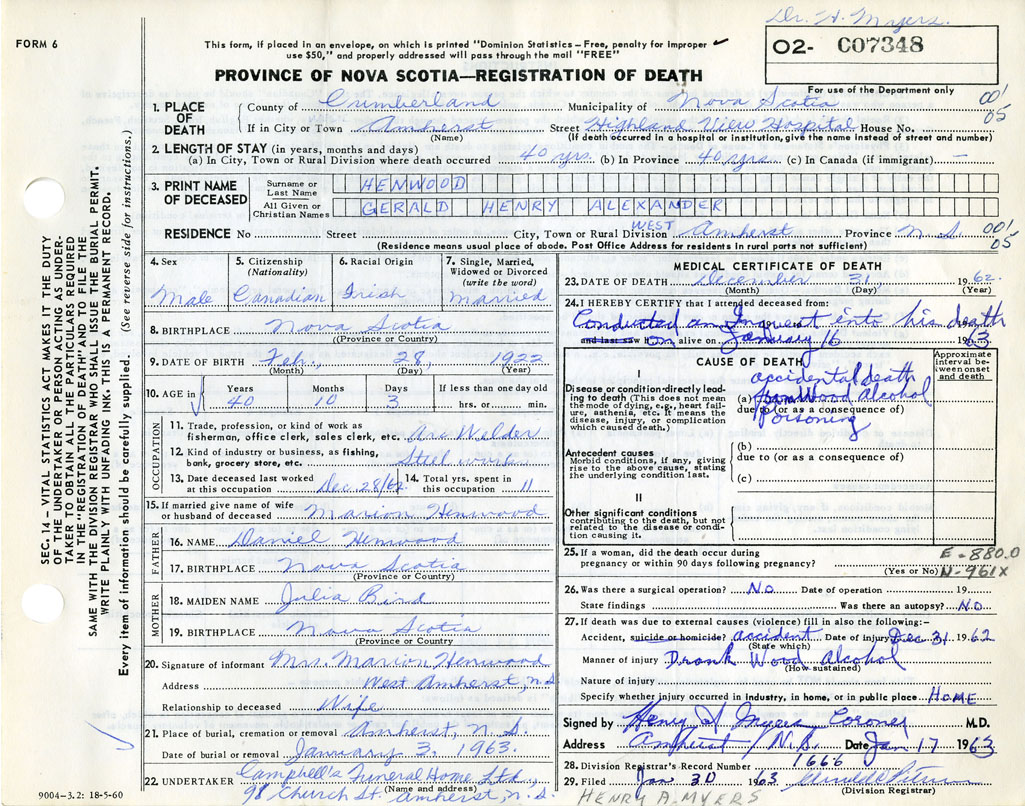 Dr. H. Myers.
FORM 6
This form, if placed in an envelope, on which is printed "Dominion Statistics – Free, penalty for improper
use $50," and properly addressed will pass through the mail "FREE"
02- C07348
For use of the Department only
PROVINCE OF NOVA SCOTIA—REGISTRATION OF DEATH
1. PLACE OF DEATH
County of Cumberland Municipality of Nova Scotia 001 05
If in City or Town Amherst Street Highland View Hospital House No.
(Name) (If death occurred in a hospital or institution, give its name instead of street and number)
2. LENGTH OF STAY (in years, months and days)
(a) In City, Town or Rural Division where death occurred 40 yrs. (b) In Province 40 yrs. (c) In Canada (if immigrant) —
3. PRINT NAME OF DECEASED
Surname or Last Name HENWOOD
All Given or Christian Names GERALD HENRY ALEXANDER
RESIDENCE No Street City, Town or Rural Division WEST Amherst Province N.S. 001 05
(Residence means usual place of abode. Post Office Address for residents in rural parts not sufficient)
SEC. 14 – VITAL STATISTICS ACT MAKES IT THE DUTY
OF THE UNDERTAKER OR PERSON ACTING AS UNDER-
TAKER TO OBTAIN ALL THE PARTICULARS REQUIRED
IN THE "REGISTRATION OF DEATH" AND TO FILE THE
SAME WITH THE DIVISION REGISTRAR WHO SHALL ISSUE THE BURIAL PERMIT.
WRITE PLAINLY WITH UNFADING INK. THIS IS A PERMANENT RECORD.
Every item of information should be carefully supplied. (See reverse side for instructions.)
4. Sex Male
5. Citizenship (Nationality) Canadian
6. Racial Origin Irish
7. Single, Married, Widowed or Divorced (write the word) Married
8. BIRTHPLACE Nova Scotia
(Province or Country)
9. DATE OF BIRTH Feb. 28, 1922
(Month) (Day) (Year)
10. AGE in Years 40 Months 10 Days 3 If less than one day old hrs. or min.
OCCUPATION
11. Trade, profession, or kind of work as
fisherman, office clerk, sales clerk, etc. Arc Welder
12. Kind of industry or business, as fishing,
bank, grocery store, etc. Steel work
13. Date deceased last worked at this occupation Dec 28/62 14. Total yrs. spent in this occupation 11
15. If married give name of wife
or husband of deceased Marion Henwood
FATHER
16. NAME Daniel Henwood
17. BIRTHPLACE Nova Scotia
(Province or Country)
MOTHER
18. MAIDEN NAME Julia Bird
19. BIRTHPLACE Nova Scotia
(Province or Country
20. Signature of informant Mrs. Marion Henwood
Address West Amherst, N.S.
Relationship to deceased Wife
21. Place of burial, cremation or removal Amherst, N.S.
Date of burial or removal January 3, 1963.
22. UNDERTAKER Campbell's Funeral Home Ltd.,
(Name and address)
98 Church St. Amherst, N.S.
9004–3.2: 18-5-60
MEDICAL CERTIFICATE OF DEATH
23. DATE OF DEATH December 31, 1962.
(Month) (Day) (Year)
24. I HEREBY CERTIFY that I attended deceased from:
Conducted an Inquest into his death
and last saw h on alive on January 16 1963
CAUSE OF DEATH
Approximate interval be- tween onset and death
I
Disease or condition-directly lead-
ing to death (This does not mean
the mode of dying, e.g., heart fail-
ure, asthenia, etc. It means the
disease, injury, or complication
which caused death.)
accidental death
(a) from Wood Alcohol
due to (or as a consequence of)
Poisoning
Antecedent causes
Morbid conditions, if any, giving
rise to the above cause, stating
the underlying condition last.
(b)
due to (or as a consequence of)
(c)
II
Other significant conditions
contributing to the death, but not
related to the disease or condi-
tion causing it.
25. If a woman, did the death occur during
pregnancy or within 90 days following pregnancy?
(Yes or No)
E-880.0
N-961X
26. Was there a surgical operation? No Date of operation 19
State findings Was there an autopsy? No
27. If death was due to external causes (violence) fill in also the following:-
Accident, suicide or homicide? accident Date of injury Dec 31 1962
(State which)
Manner of injury Drank Wood Alcohol
(How sustained)
Nature of injury
Specify whether injury occurred in industry, in home, or in public place HOME
Signed by Henry A Myers Coroner M.D.
Address Amherst N.S. Date Jan 17 1963
28. Division Registrar's Record Number 1666
29. Filed Jan 30 1963
(Division Registrar)
HENRY A. MYERS